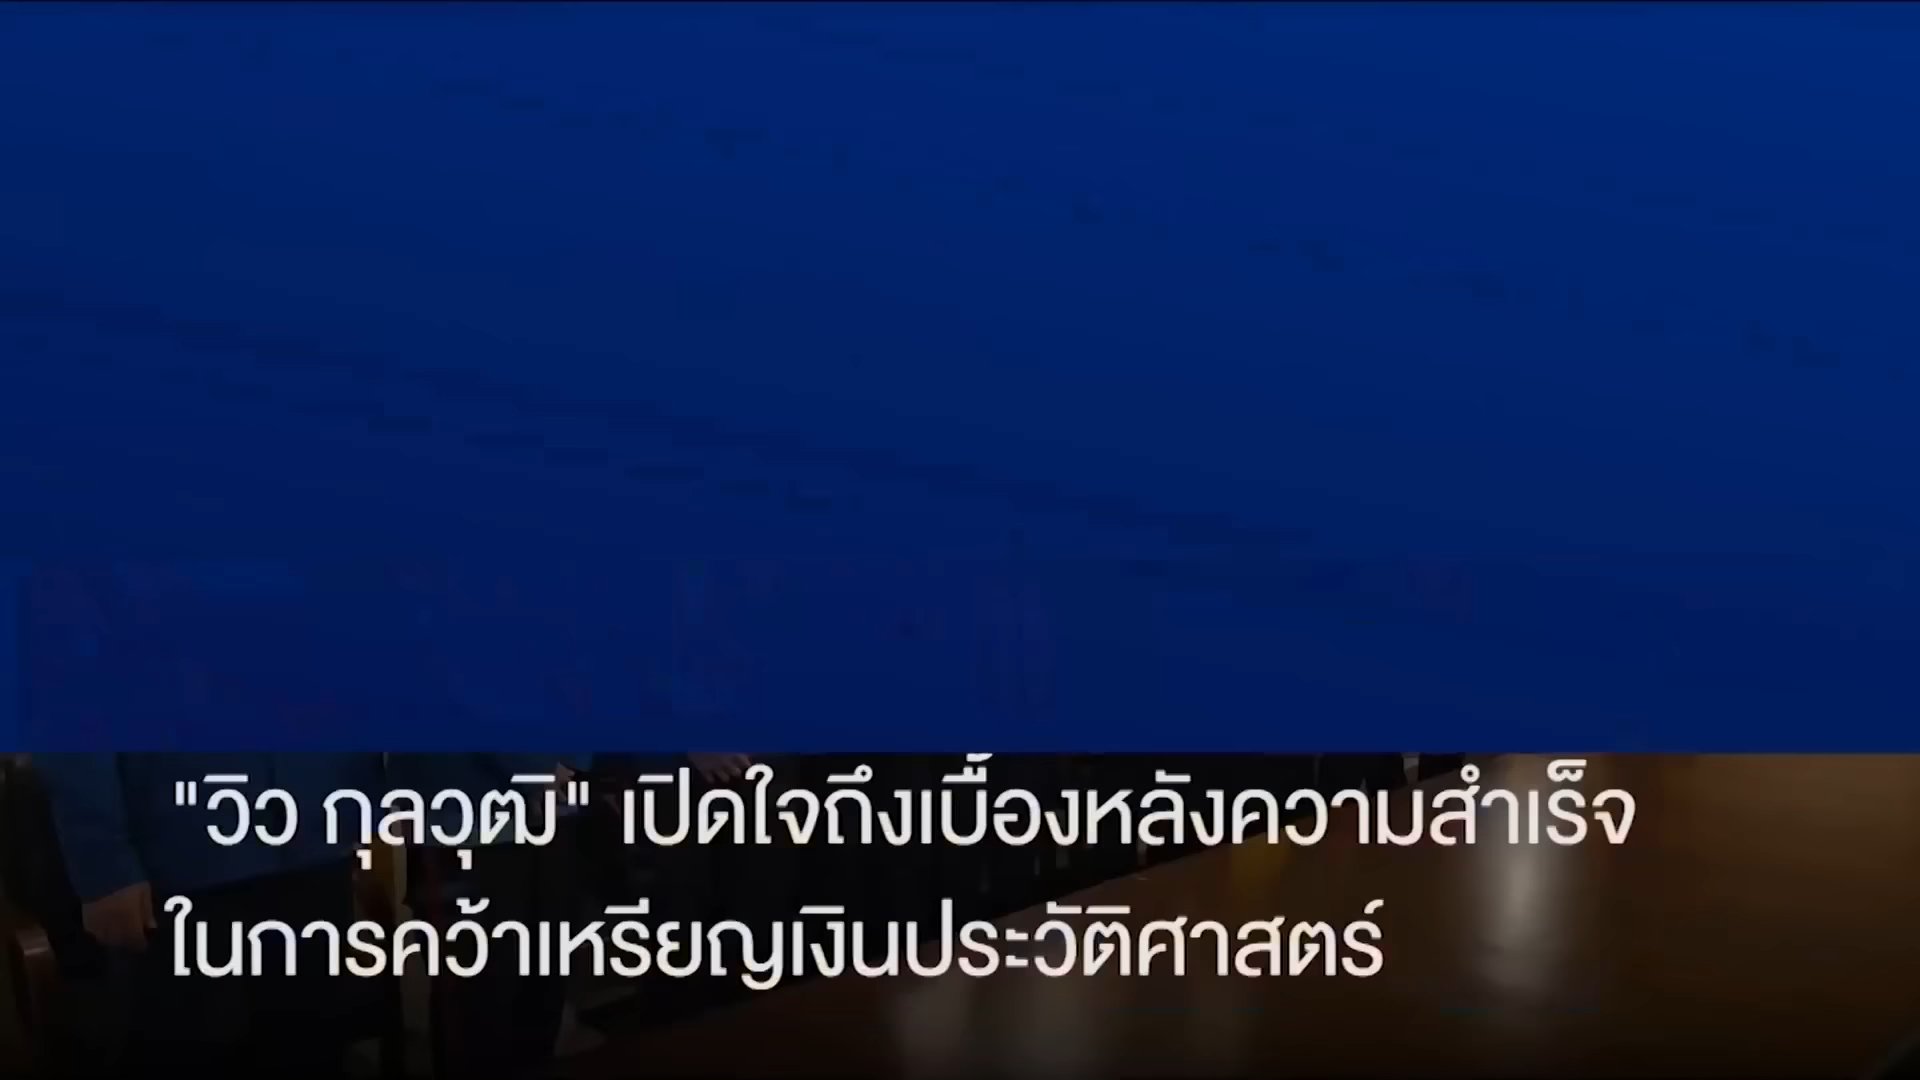 "วิว กุลวุฒิ" เปิดใจถึงเบื้องหลังความสำเร็จ
ในการคว้าเหรียญเงินประวัติศาสตร์